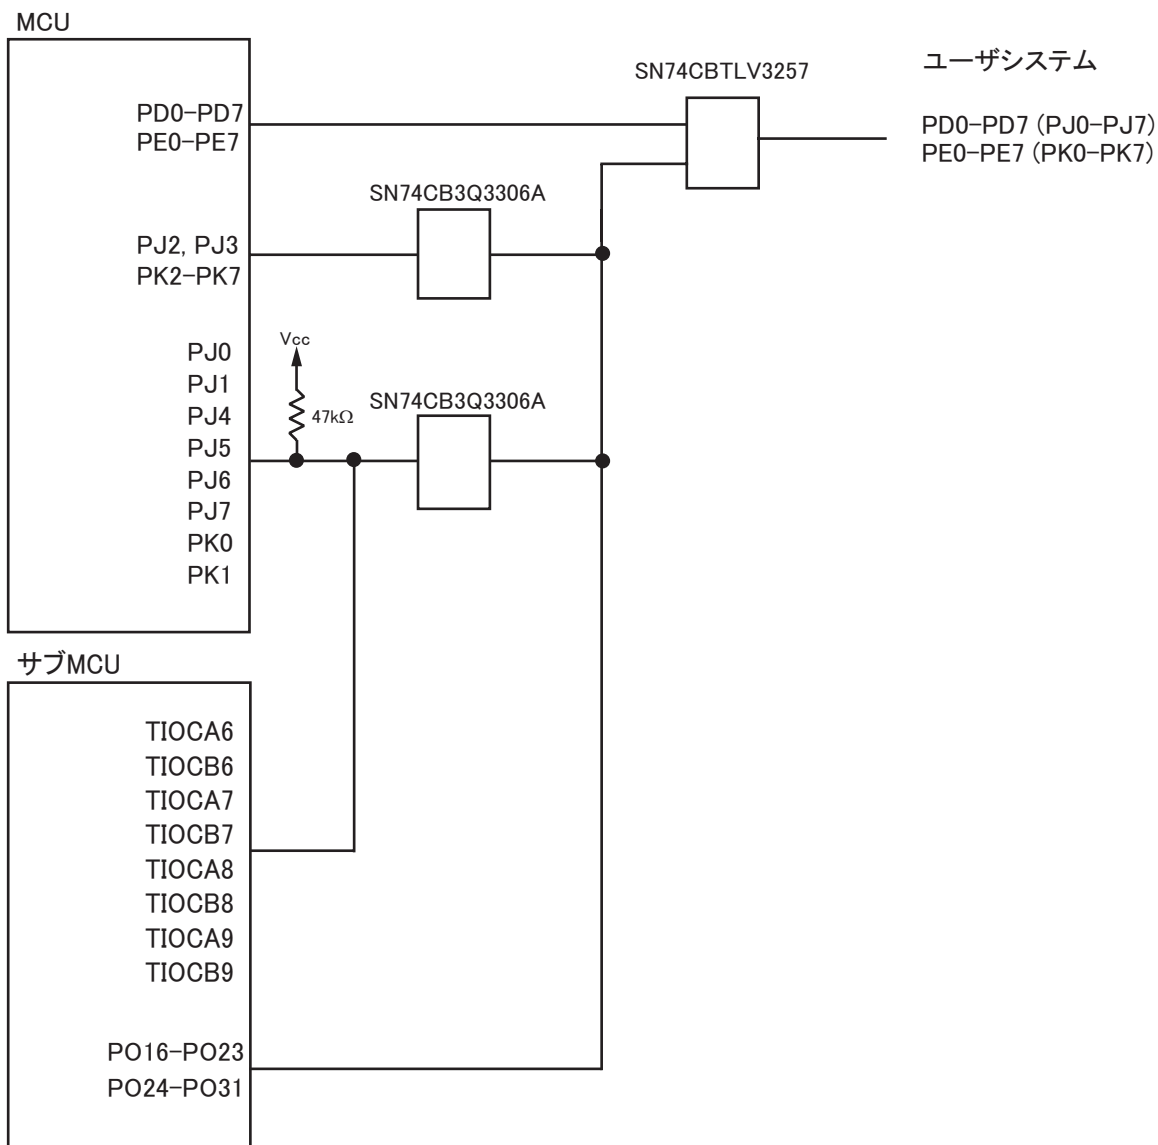 MCU
PD0-PD7
PE0-PE7
PJ2, PJ3
PK2-PK7
PJ0
PJ1
PJ4
PJ5
PJ6
PJ7
PK0
PK1
Vcc
47kΩ
SN74CB3Q3306A
SN74CB3Q3306A
SN74CBTLV3257
ユーザシステム
PD0-PD7 (PJ0-PJ7)
PE0-PE7 (PK0-PK7)
サブMCU
TIOCA6
TIOCB6
TIOCA7
TIOCB7
TIOCA8
TIOCB8
TIOCA9
TIOCB9
PO16-PO23
PO24-PO31